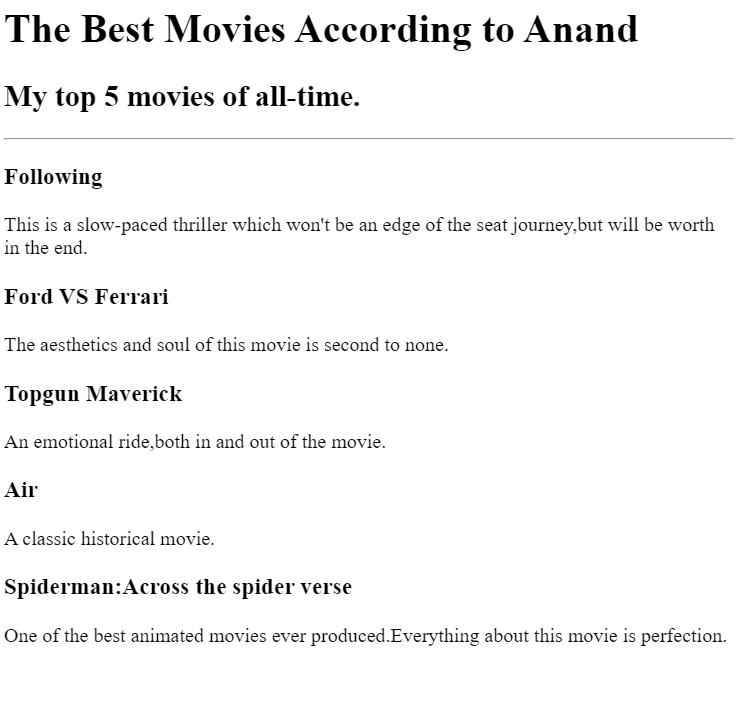 The Best Movies According to Anand
My top 5 movies of all-time.
Following
This is a slow-paced thriller which won't be an edge of the seat journey,but will be worth
in the end.
Ford VS Ferrari
The aesthetics and soul of this movie is second to none.
Topgun Maverick
An emotional ride,both in and out of the movie.
Air
A classic historical movie.
Spiderman:Across the spider verse
One of the best animated movies ever produced.Everything about this movie is perfection.